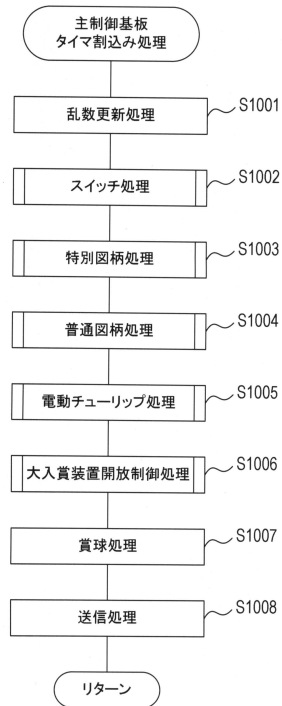 主制御基板
タイマ割込み処理
乱数更新処理
S1001
スイッチ処理
S1002
特別図柄処理
S1003
普通図柄処理
S1004
電動チューリップ処理
S1005
大入賞装置開放制御処理
S1006
賞球処理
S1007
送信処理
S1008
リターン